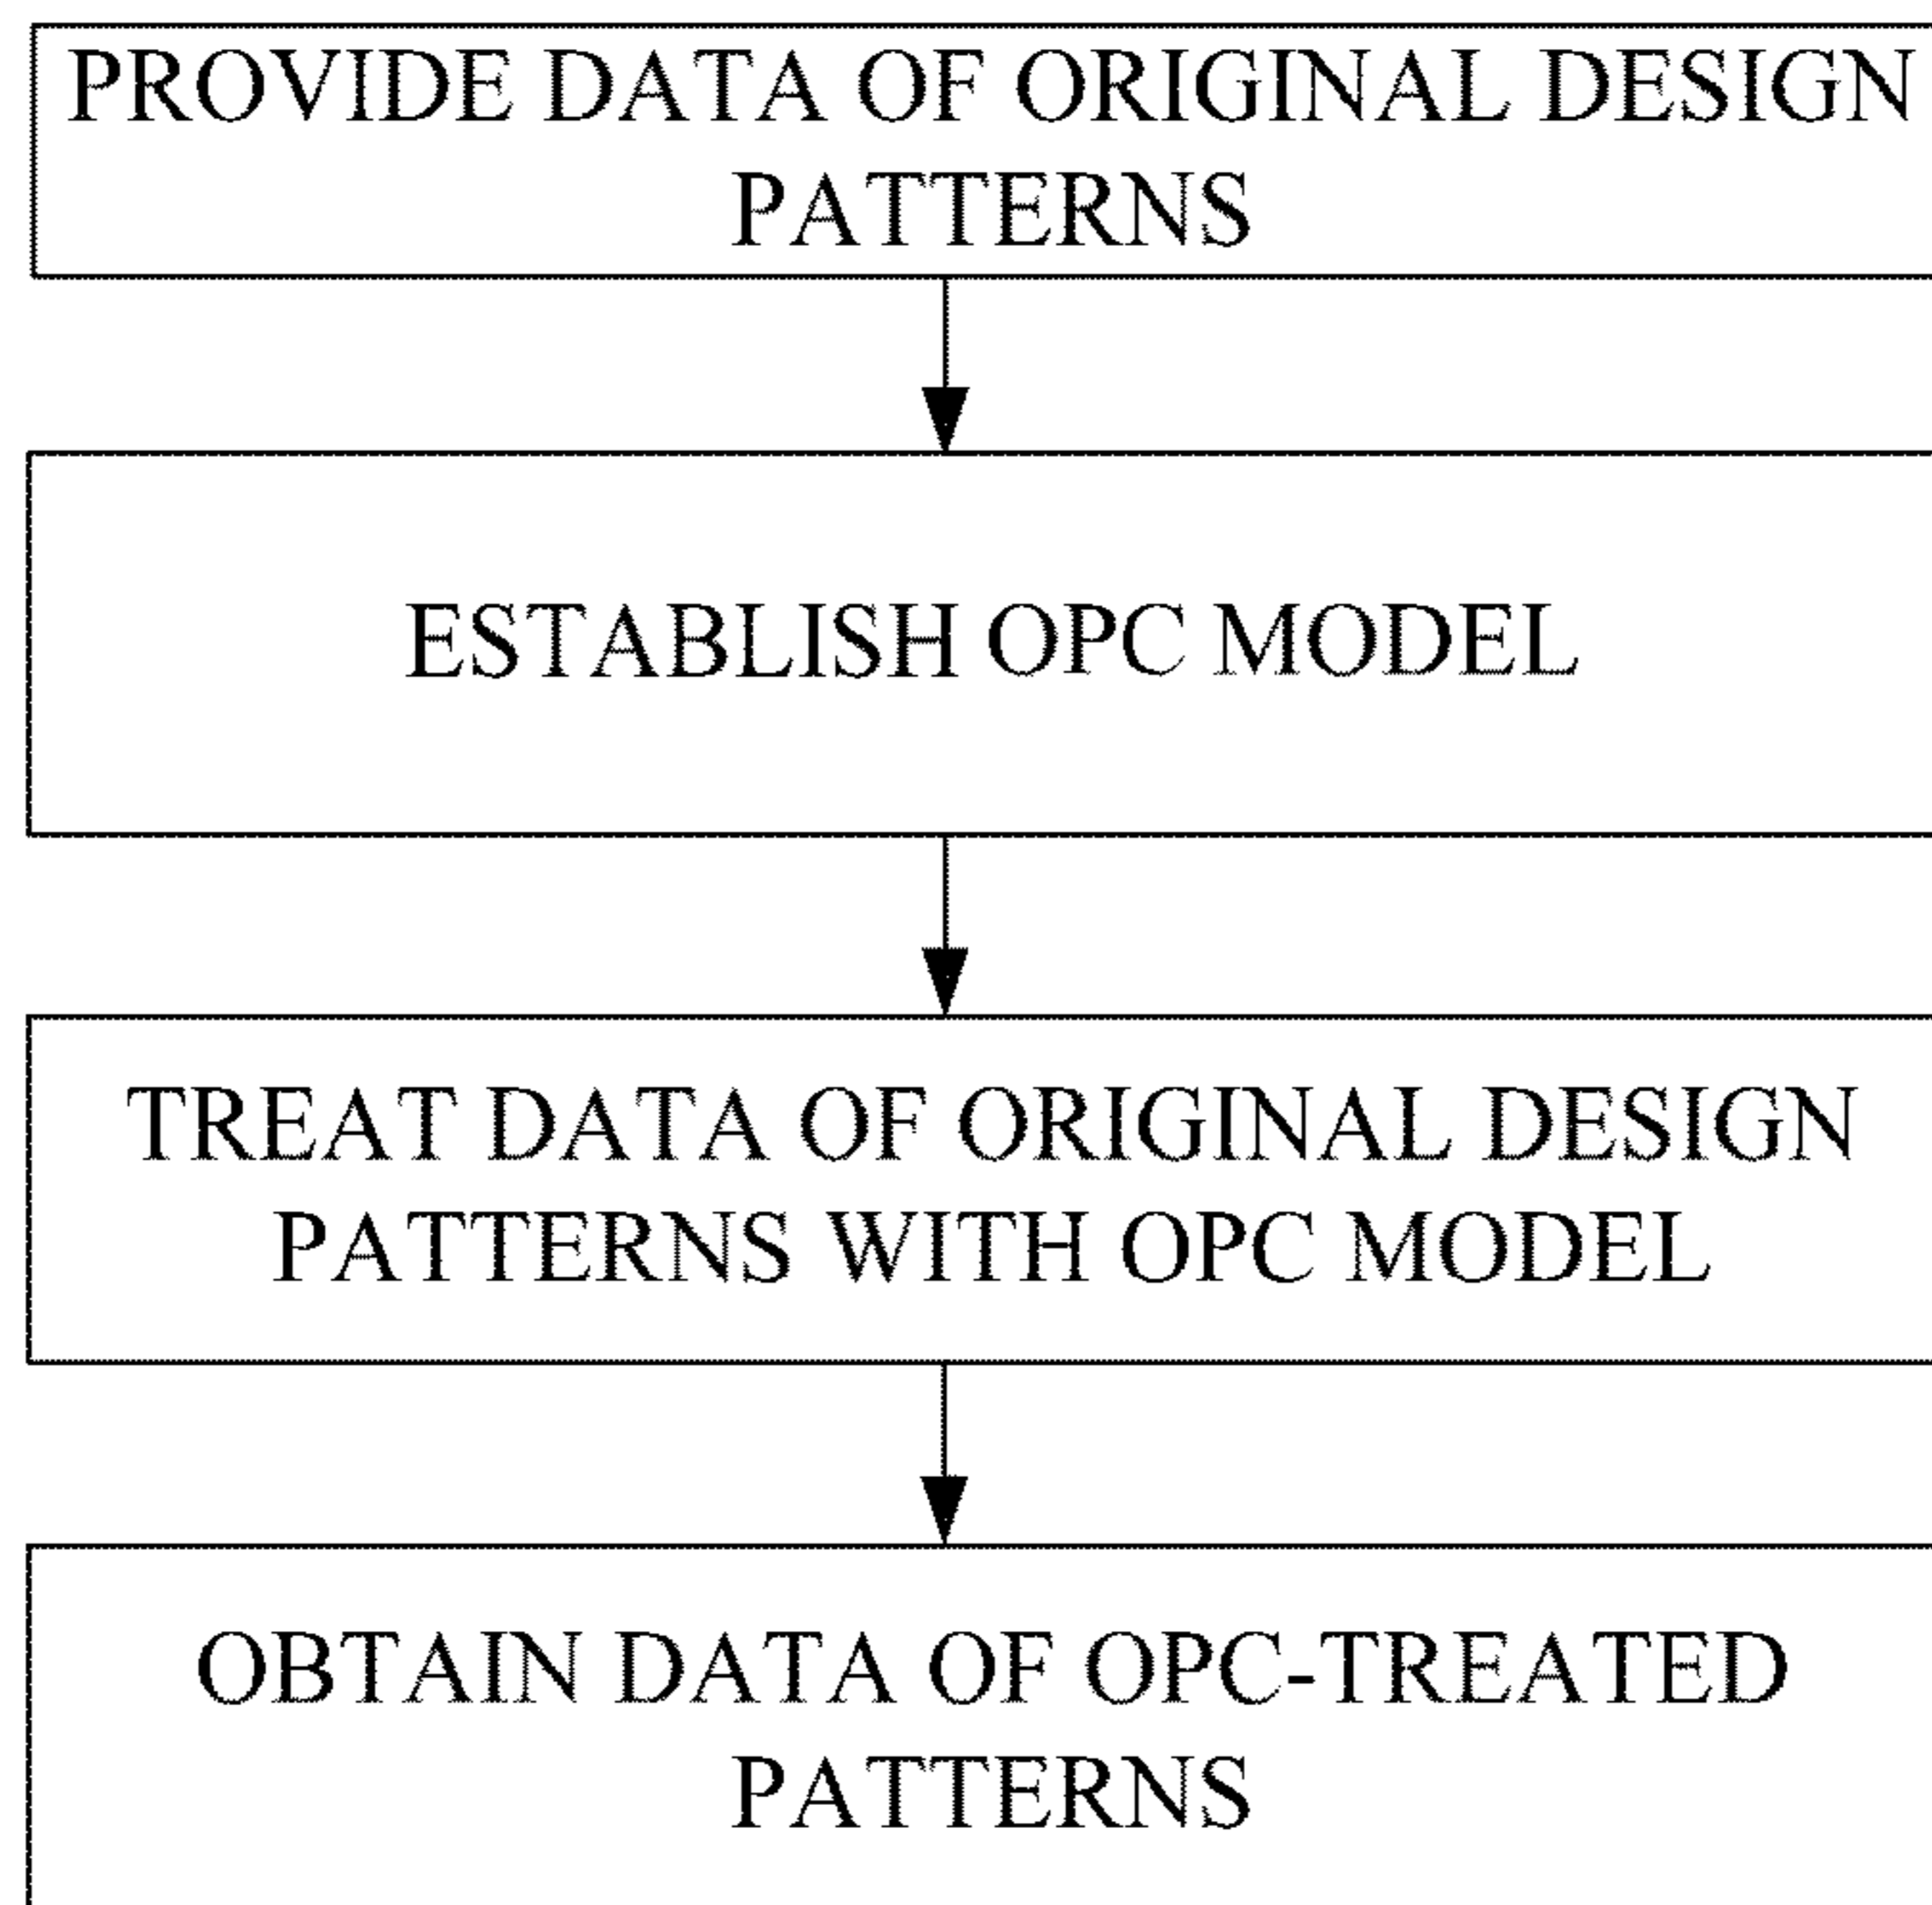 PROVIDE DATA OF ORIGINAL DESIGN
PATTERNS
ESTABLISH OPC MODEL
TREAT DATA OF ORIGINAL DESIGN
PATTERNS WITH OPC MODEL
OBTAIN DATA OF OPC-TREATED
PATTERNS